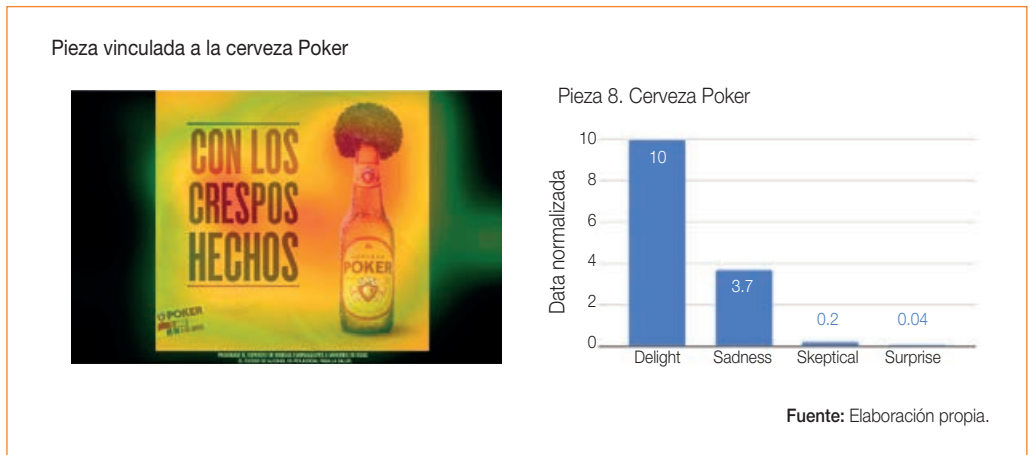 Pieza vinculada a la cerveza Poker
CON LOS
CRESPOS
HECHOS
POKER
POKER
Pieza 8. Cerveza Poker
Data normalizada
10
8
6
4
2
0
10
3.7
0.2
0.04
Delight Sadness Skeptical Surprise
Fuente: Elaboración propia.